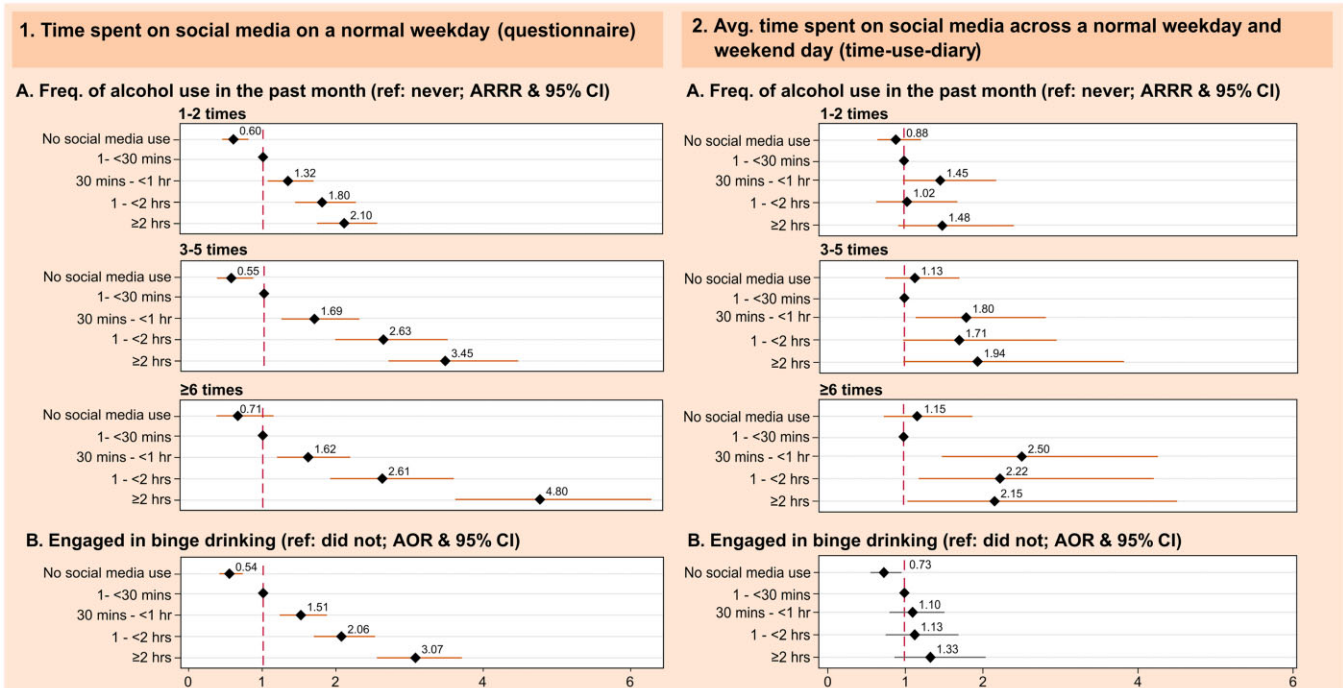 1. Time spent on social media on a normal weekday (questionnaire)
A. Freq. of alcohol use in the past month (ref: never; ARRR & 95% CI)
1-2 times
No social media use
0.60
1- <30 mins
30 mins - <1 hr
1.32
1 - <2 hrs
1.80
≥2 hrs
2.10
3-5 times
No social media use
0.55
1- <30 mins
30 mins - <1 hr
1.69
1 - <2 hrs
2.63
≥2 hrs
3.45
≥6 times
No social media use
0.71
1- <30 mins
30 mins - <1 hr
1.62
1 - <2 hrs
2.61
≥2 hrs
4.80
B. Engaged in binge drinking (ref: did not; AOR & 95% CI)
No social media use
0.54
1- <30 mins
30 mins - <1 hr
1.51
1 - <2 hrs
2.06
≥2 hrs
3.07
0 1 2 4 6
2. Avg. time spent on social media across a normal weekday and
weekend day (time-use-diary)
A. Freq. of alcohol use in the past month (ref: never; ARRR & 95% CI)
1-2 times
No social media use
0.88
1 - <30 mins
30 mins - <1 hr
1.45
1 - <2 hrs
1.02
≥2 hrs
1.48
3-5 times
No social media use
1.13
1 - <30 mins
30 mins - <1 hr
1.80
1 - <2 hrs
1.71
≥2 hrs
1.94
≥6 times
No social media use
1.15
1 - <30 mins
30 mins - <1 hr
2.50
1 - <2 hrs
2.22
≥2 hrs
2.15
B. Engaged in binge drinking (ref: did not; AOR & 95% CI)
No social media use
0.73
1 - <30 mins
30 mins - <1 hr
1.10
1 - <2 hrs
1.13
≥2 hrs
1.33
0 1 2 4 6